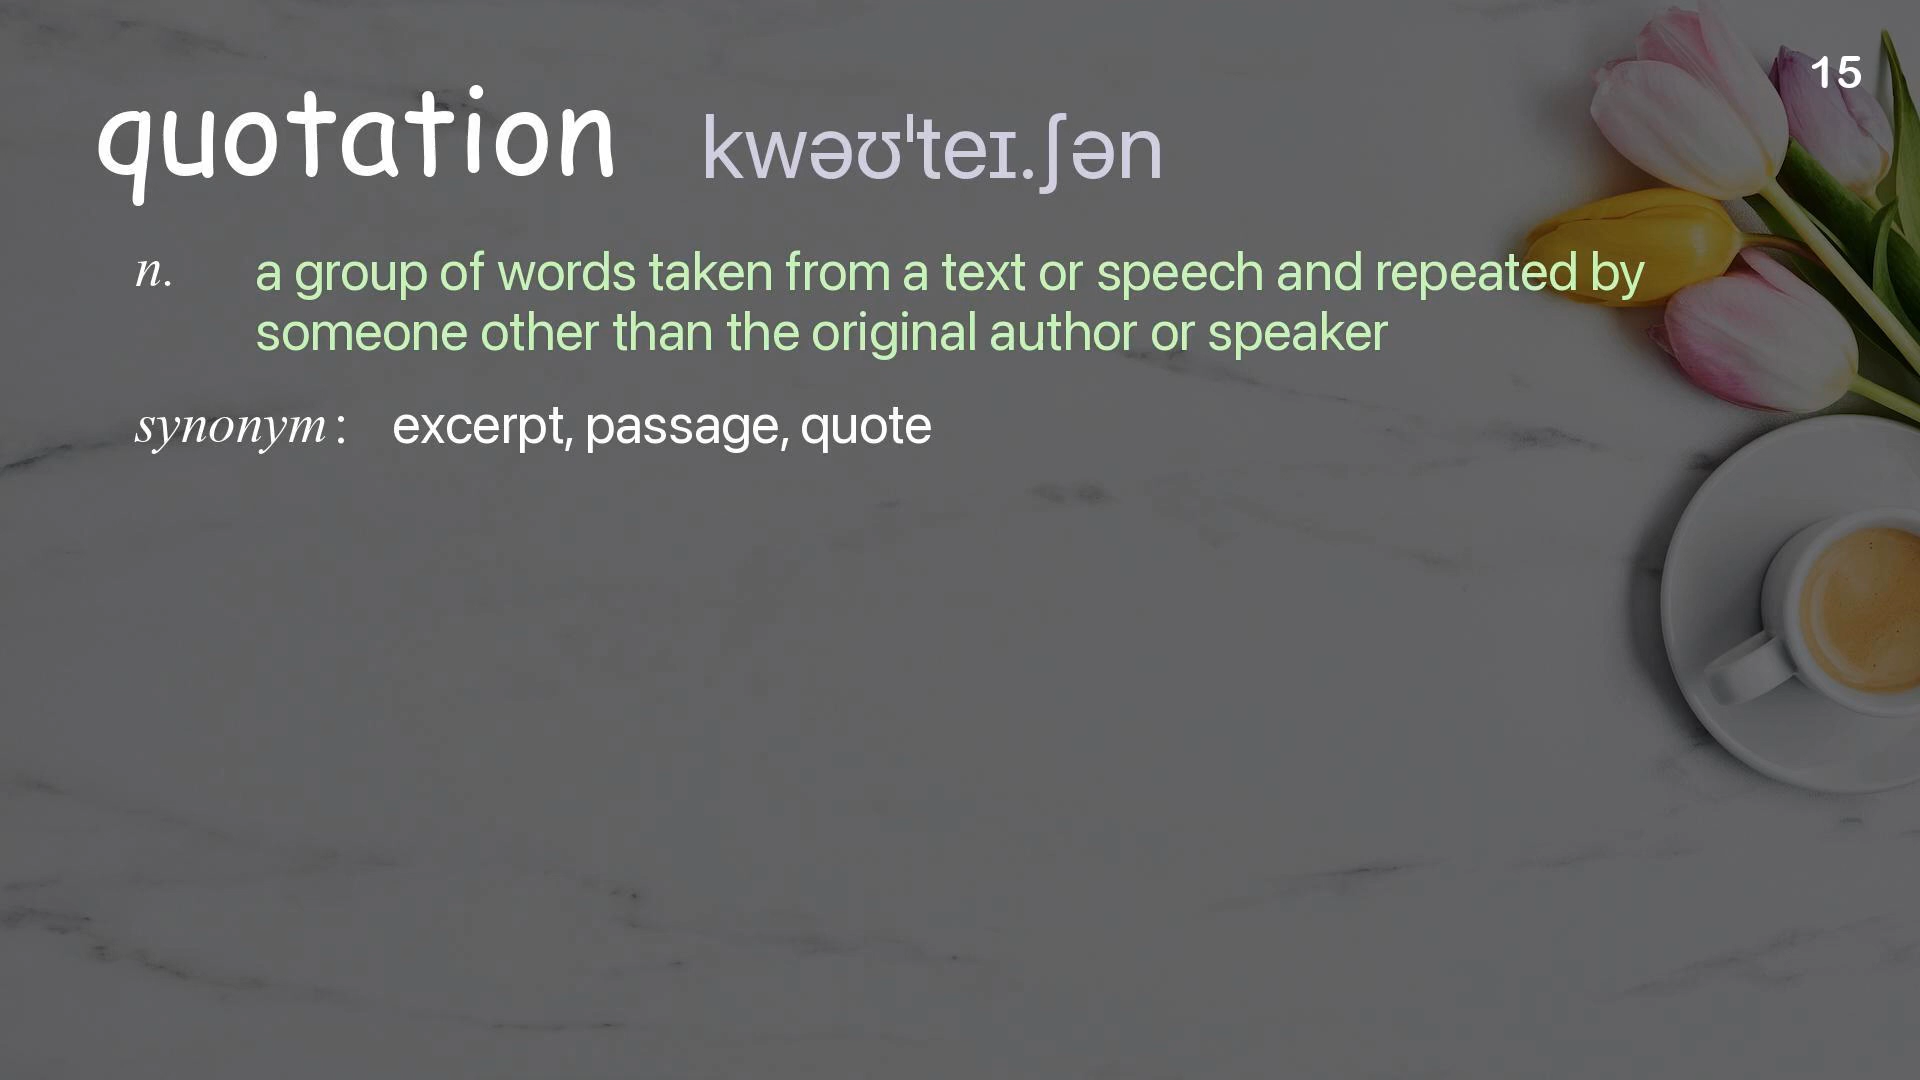 15
quotation kwəʊˈteɪ.ʃən
n. a group of words taken from a text or speech and repeated by
someone other than the original author or speaker
synonym : excerpt, passage, quote